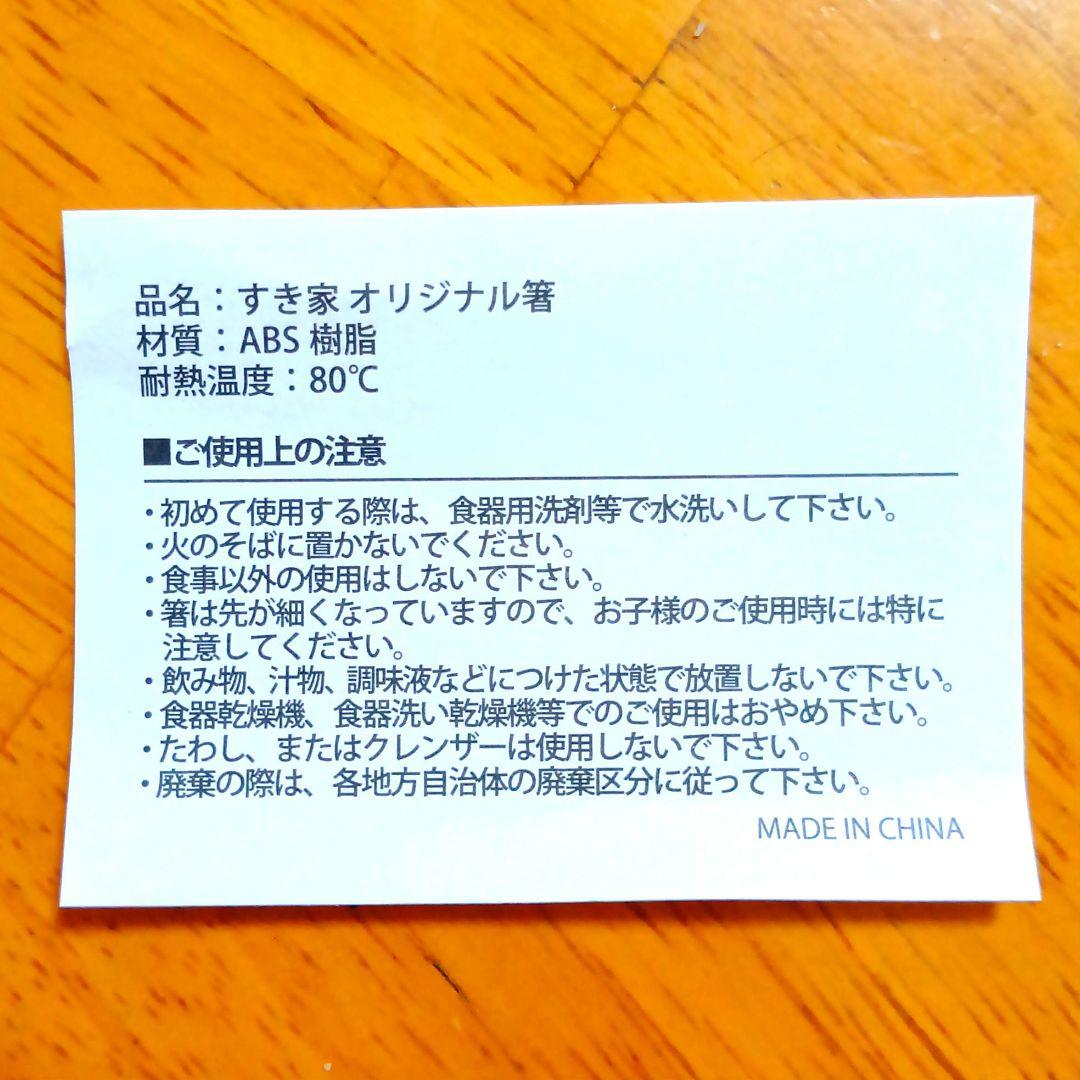 品名：すき家 オリジナル箸
材質：ABS 樹脂
耐熱温度：80℃
■ご使用上の注意
・初めて使用する際は、食器用洗剤等で水洗いして下さい。
・火のそばに置かないでください。
・食事以外の使用はしないで下さい。
・箸は先が細くなっていますので、お子様のご使用時には特に
注意してください。
・飲み物、汁物、調味液などにつけた状態で放置しないで下さい。
・食器乾燥機、食器洗い乾燥機等でのご使用はおやめ下さい。
・たわし、またはクレンザーは使用しないで下さい。
・廃棄の際は、各地方自治体の廃棄区分に従って下さい。
MADE IN CHINA